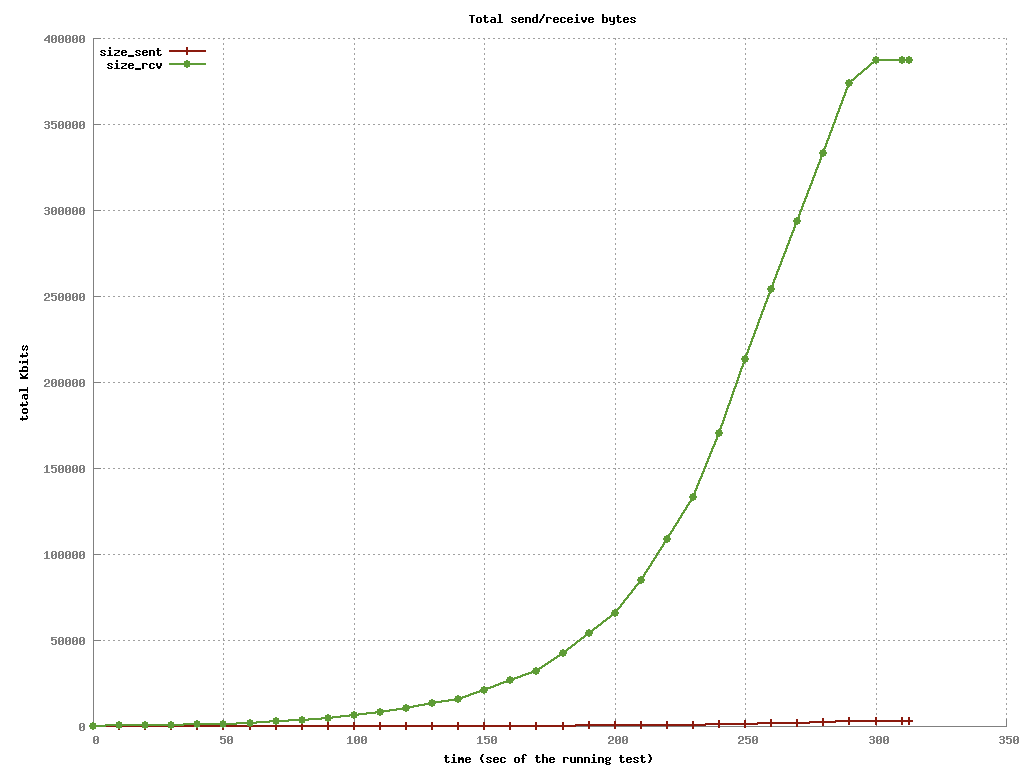 Total send/receive bytes
size_sent
size_rcv
400000
350000
300000
250000
200000
150000
100000
50000
0
total Kbits
0 50 100 150 200 250 300 350
time (sec of the running test)